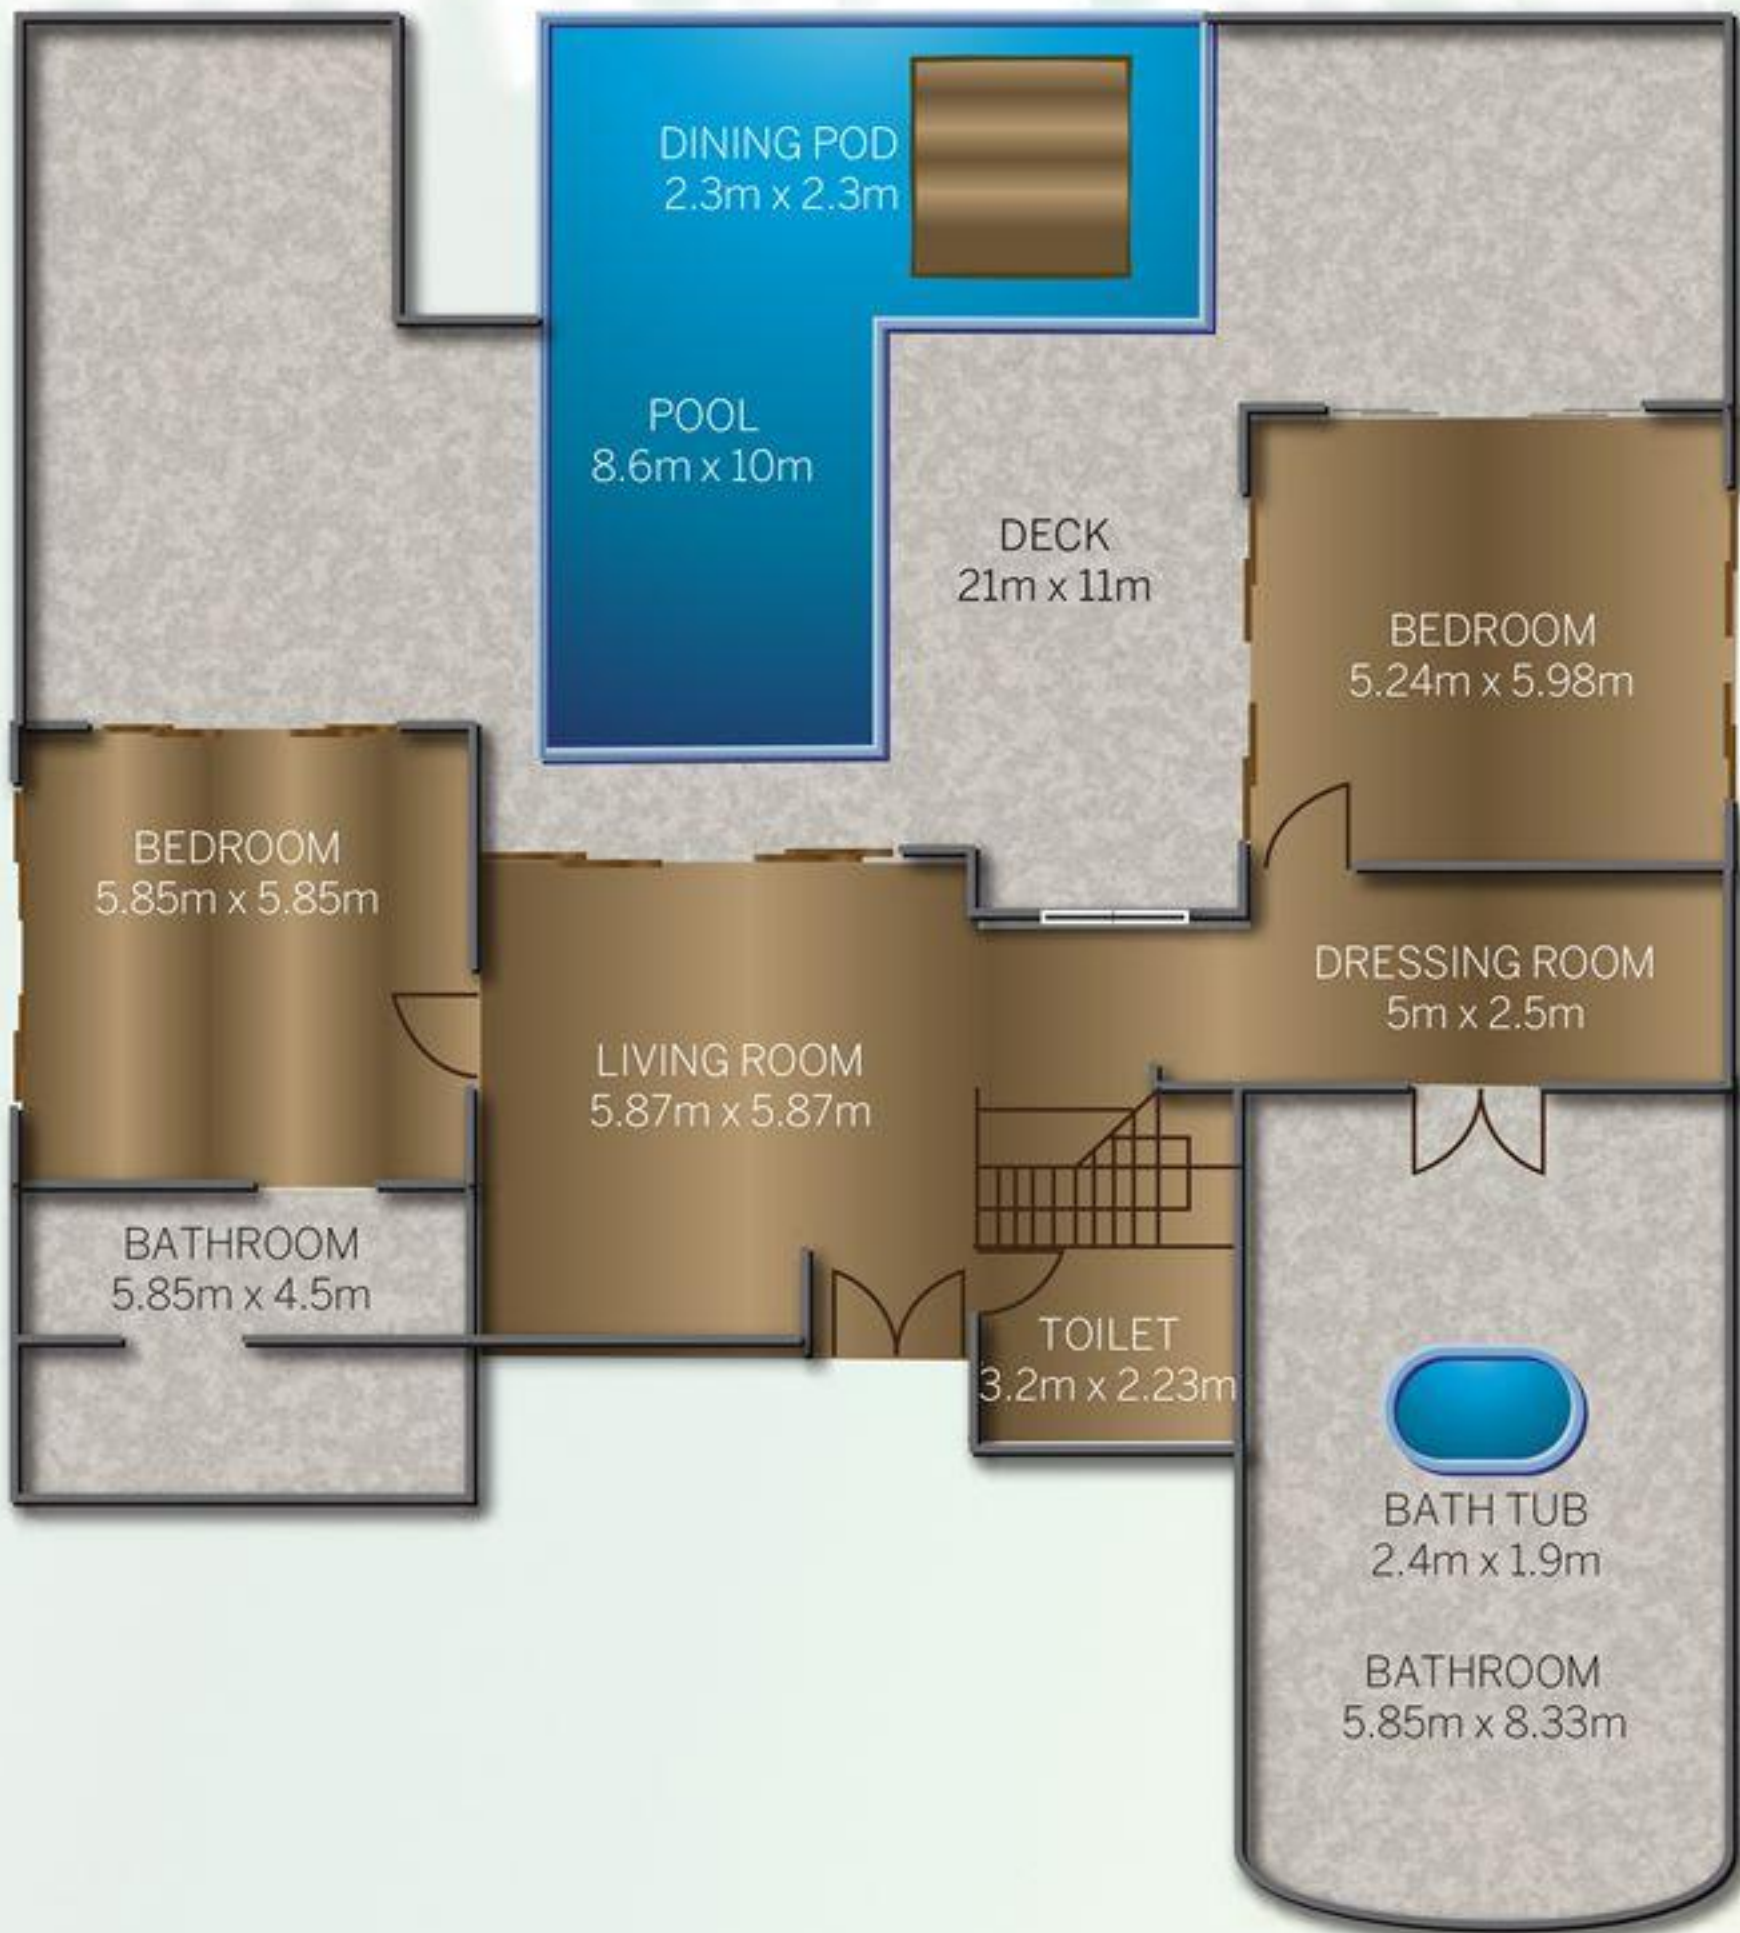 DINING POD
2.3m x 2.3m
POOL
8.6m x 10m
DECK
21m x 11m
BEDROOM
5.24m x 5.98m
BEDROOM
5.85m x 5.85m
DRESSING ROOM
5m x 2.5m
LIVING ROOM
5.87m x 5.87m
BATHROOM
5.85m x 4.5m
TOILET
3.2m x 2.23m
BATH TUB
2.4m x 1.9m
BATHROOM
5.85m x 8.33m